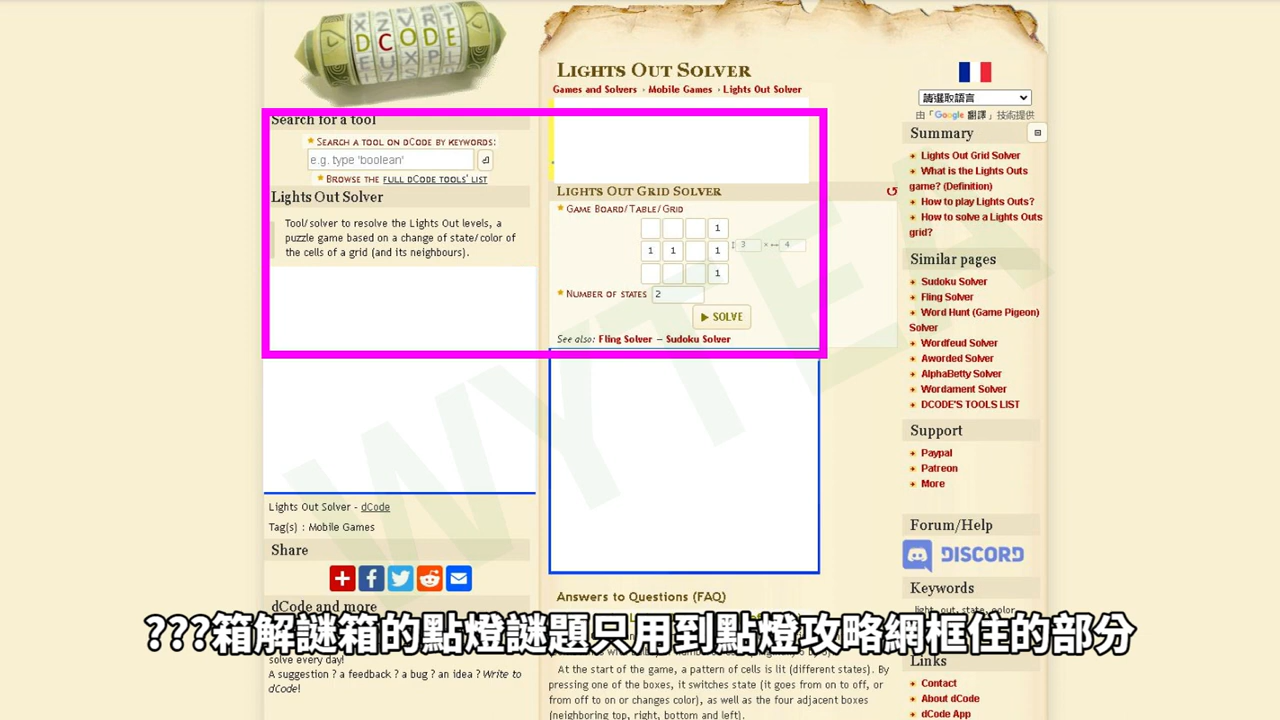 X Z V R T
D C O D E
U X P L
LIGHTS OUT SOLVER
Games and Solvers › Mobile Games › Lights Out Solver
請選取語言
由「Google 翻譯」技術提供
Search for a tool
SEARCH A TOOL ON DCODE BY KEYWORDS:
e.g. type 'boolean'
BROWSE THE FULL DCODE TOOLS' LIST
Lights Out Solver
Tool/solver to resolve the Lights Out levels, a
puzzle game based on a change of state/color of
the cells of a grid (and its neighbours).
Lights Out Solver - dCode
Tag(s) : Mobile Games
Share
dCode and more
solve every day!
A suggestion ? a feedback ? a bug ? an idea ? Write to
dCode!
LIGHTS OUT GRID SOLVER
GAME BOARD/TABLE/GRID
1
1 1 1
1
3 × 4
NUMBER OF STATES 2
SOLVE
See also: Fling Solver – Sudoku Solver
Answers to Questions (FAQ)
At the start of the game, a pattern of cells is lit (different states). By
pressing one of the boxes, it switches state (it goes from on to off, or
from off to on or changes color), as well as the four adjacent boxes
(neighboring top, right, bottom and left).
Summary
Lights Out Grid Solver
What is the Lights Outs
game? (Definition)
How to play Lights Outs?
How to solve a Lights Outs
grid?
Similar pages
Sudoku Solver
Fling Solver
Word Hunt (Game Pigeon)
Solver
Wordfeud Solver
Aworded Solver
AlphaBetty Solver
Wordament Solver
DCODE'S TOOLS LIST
Support
Paypal
Patreon
More
Forum/Help
DISCORD
Keywords
light, out, state, color
Links
Contact
About dCode
dCode App
WYTEA
???箱解謎箱的點燈謎題只用到點燈攻略網框住的部分